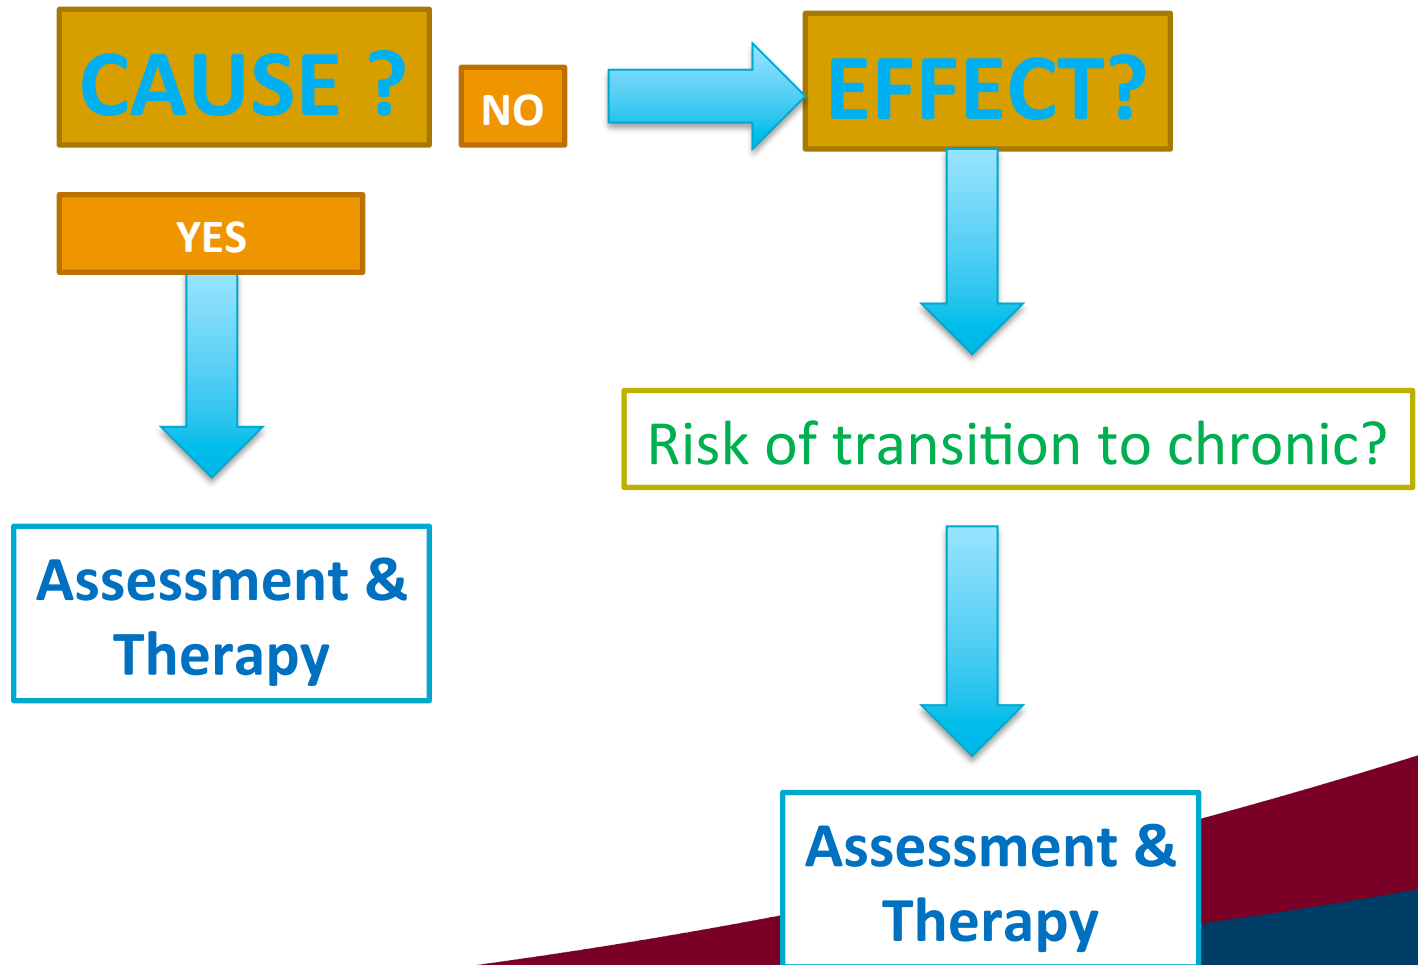 CAUSE ?
NO
EFFECT?
YES
Risk of transition to chronic?
Assessment &
Therapy
Assessment &
Therapy